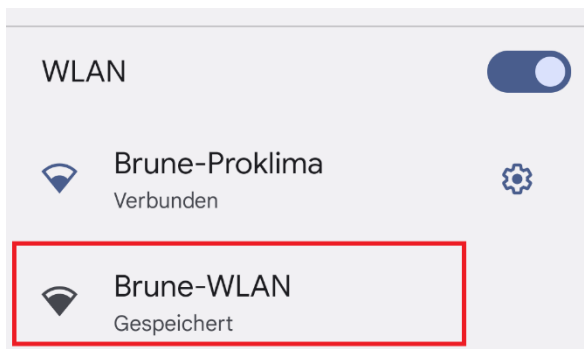 WLAN
Brune-Proklima
Verbunden
Brune-WLAN
Gespeichert